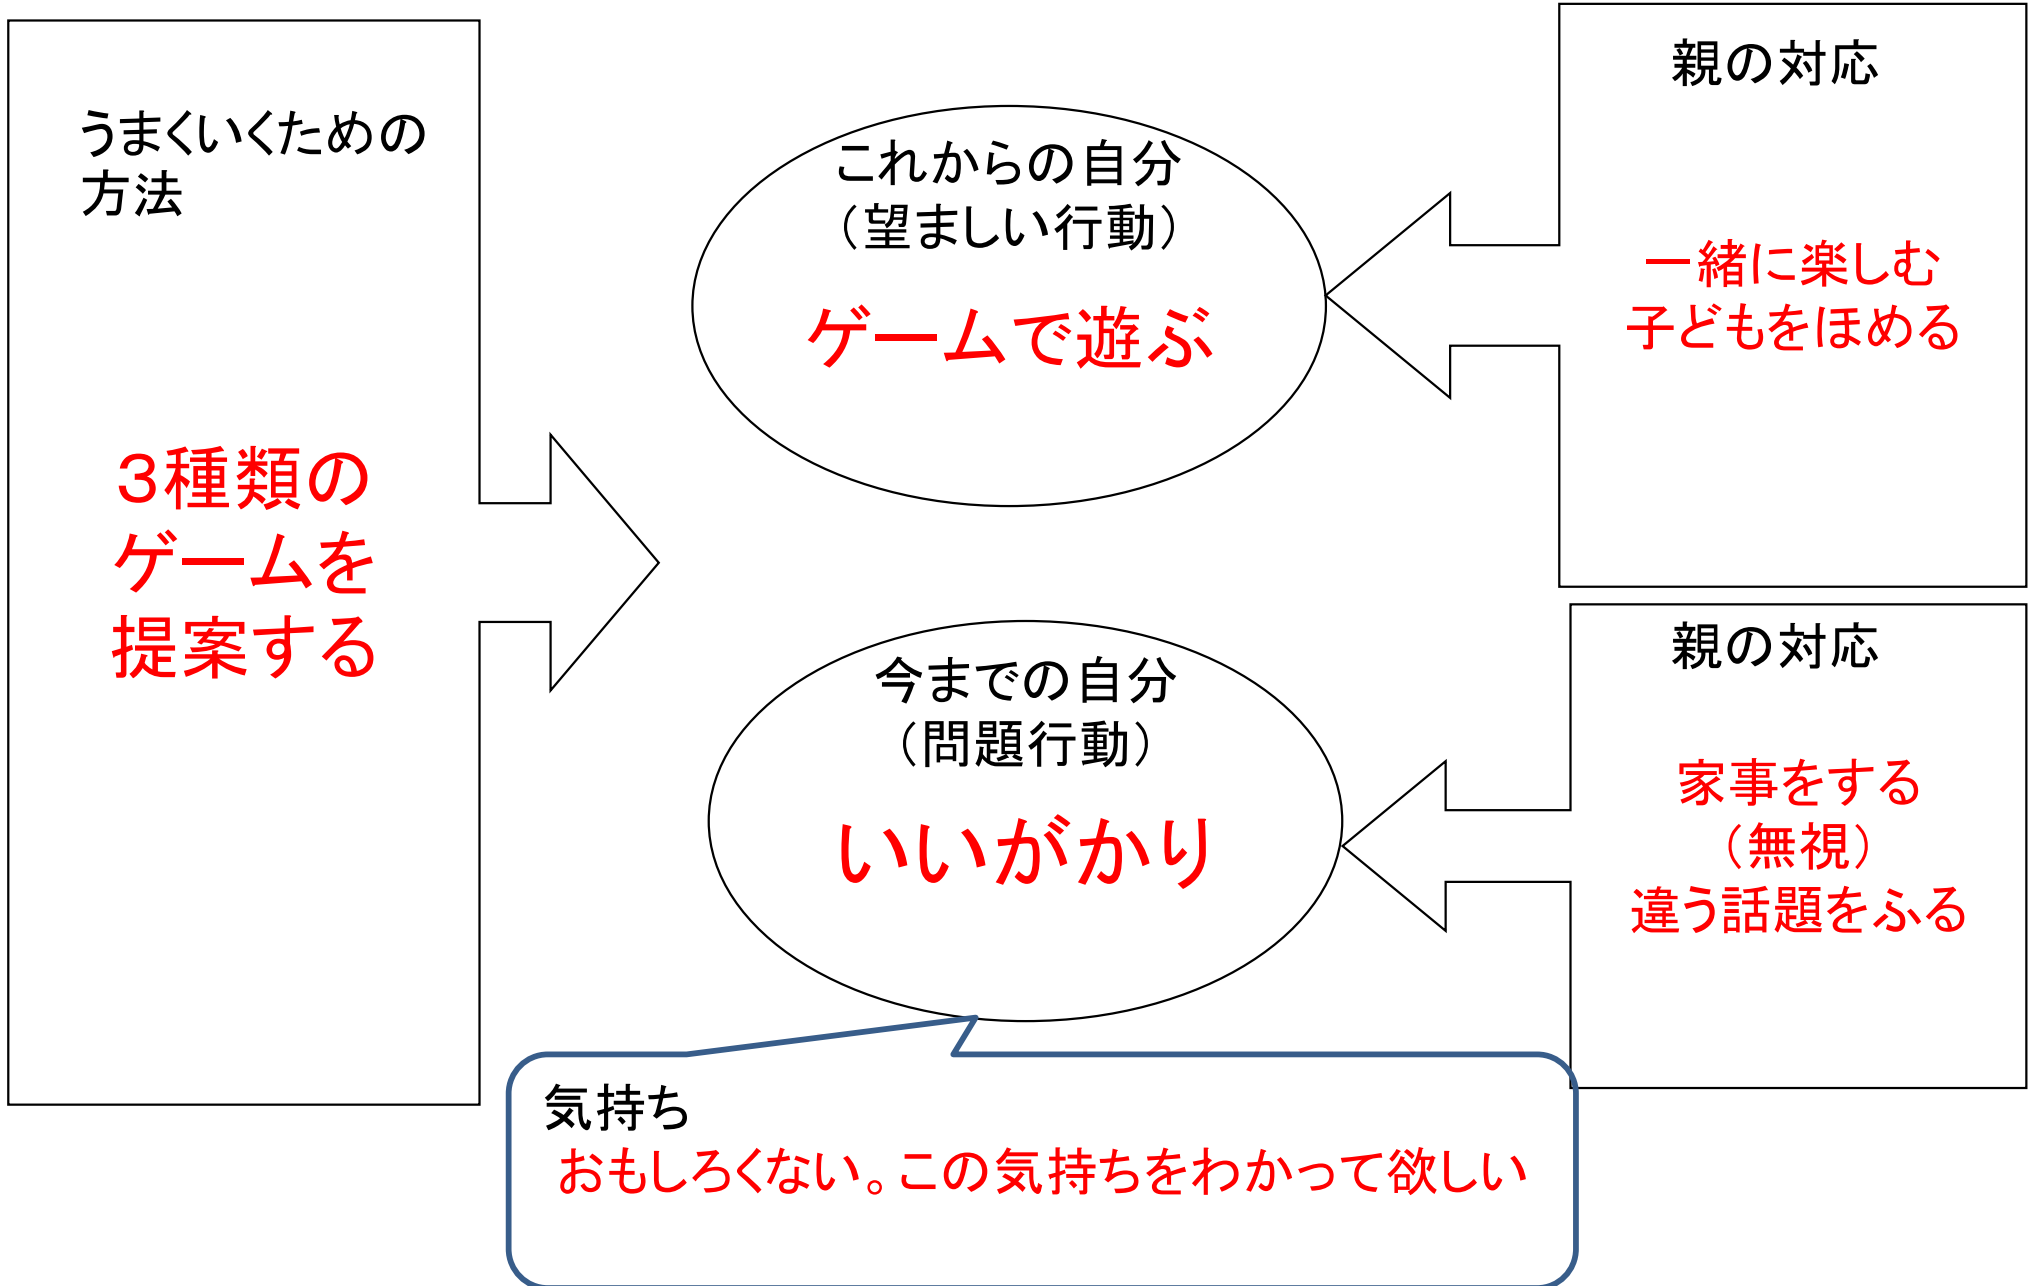 うまくいくための
方法
3種類の
ゲームを
提案する
これからの自分
（望ましい行動）
ゲームで遊ぶ
親の対応
一緒に楽しむ
子どもをほめる
今までの自分
（問題行動）
いいがかり
親の対応
家事をする
（無視）
違う話題をふる
気持ち
おもしろくない。この気持ちをわかって欲しい